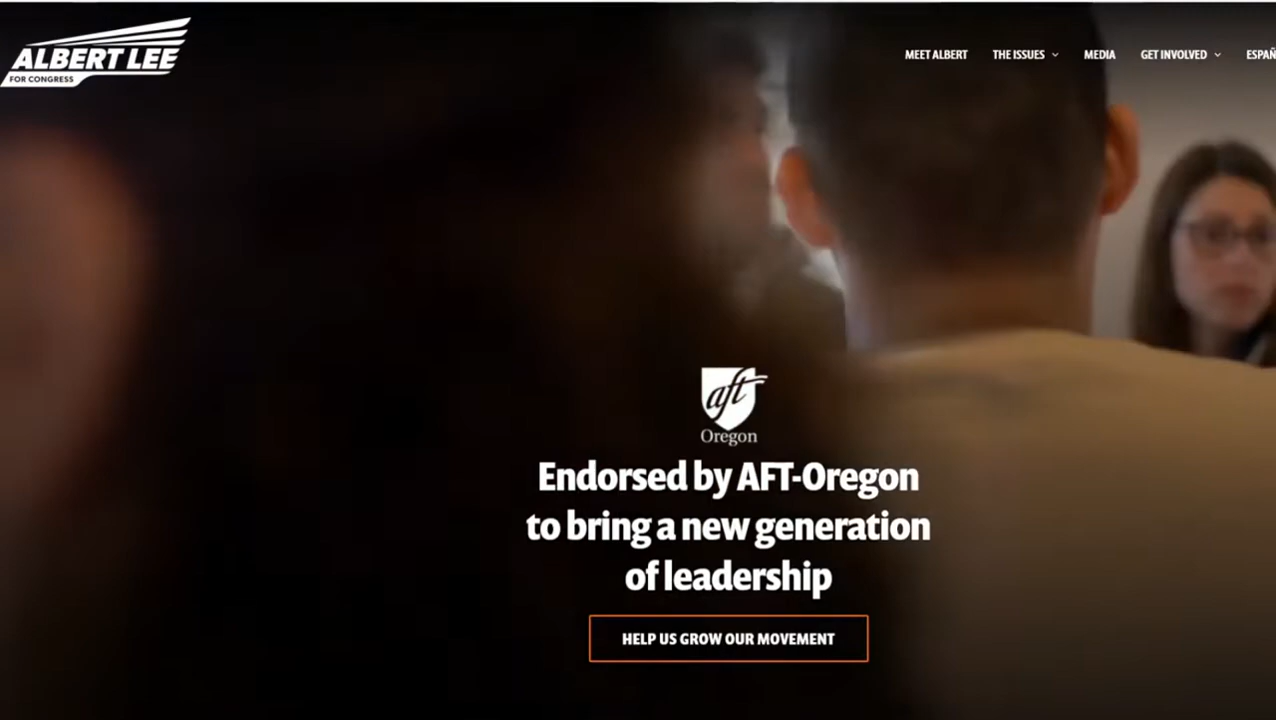 ALBERT LEE
FOR CONGRESS
MEET ALBERT
THE ISSUES
MEDIA
GET INVOLVED
ESPAÑ
aft
Oregon
Endorsed by AFT-Oregon
to bring a new generation
of leadership
HELP US GROW OUR MOVEMENT